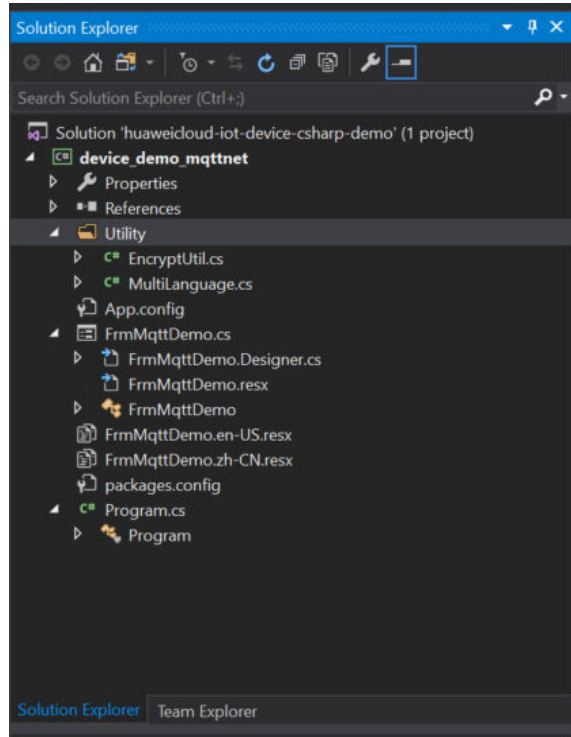 Solution Explorer
Search Solution Explorer (Ctrl+;)
Solution 'huaweicloud-iot-device-csharp-demo' (1 project)
C# device_demo_mqttnet
Properties
References
Utility
C# EncryptUtil.cs
C# MultiLanguage.cs
App.config
FrmMqttDemo.cs
FrmMqttDemo.Designer.cs
FrmMqttDemo.resx
FrmMqttDemo
FrmMqttDemo.en-US.resx
FrmMqttDemo.zh-CN.resx
packages.config
C# Program.cs
Program
Solution Explorer Team Explorer